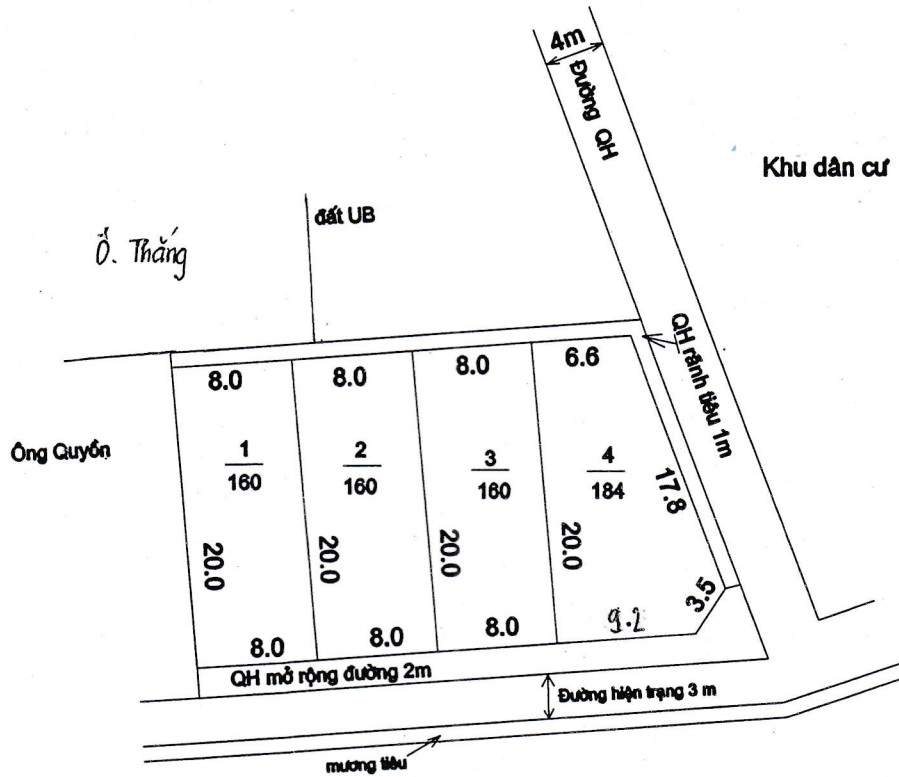 4m
Đường QH
Khu dân cư
đất UB
Ô. Thắng
QH rãnh tiêu 1m
8.0
8.0
8.0
6.6
Ông Quyền
1
160
2
160
3
160
4
184
17.8
20.0
20.0
20.0
20.0
3.5
8.0
8.0
8.0
9.2
QH mở rộng đường 2m
Đường hiện trạng 3 m
mương tiêu